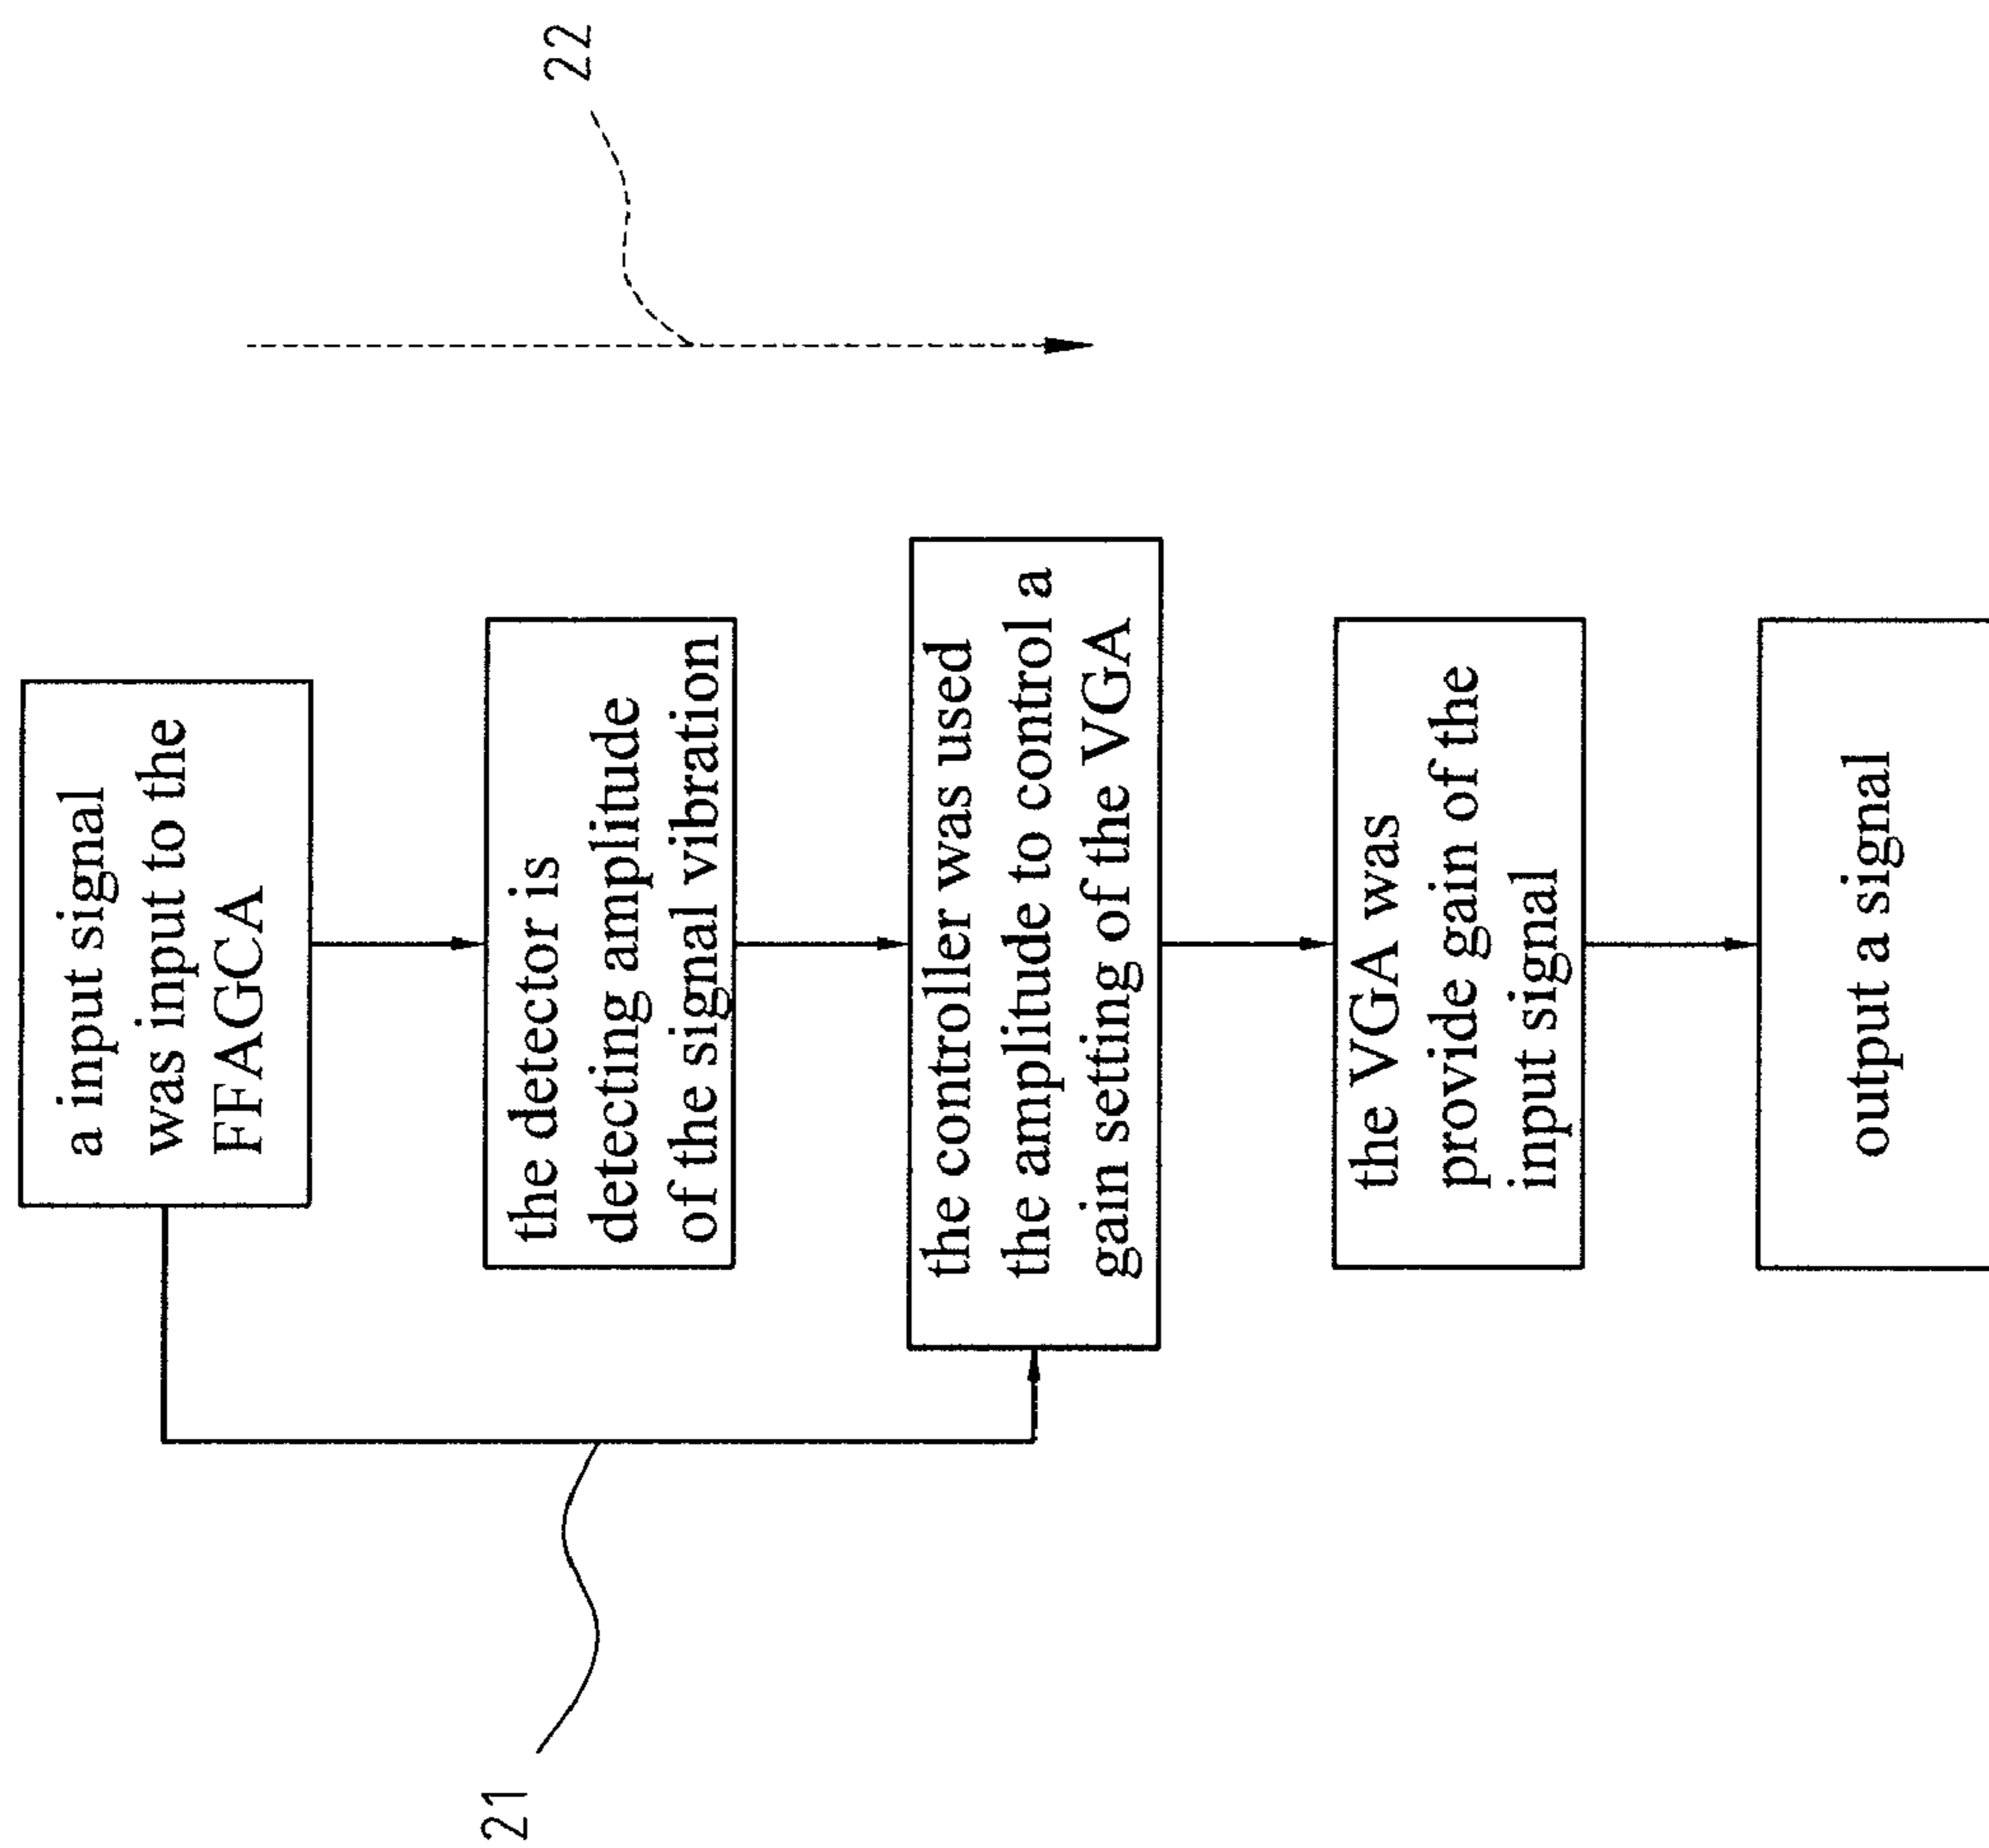 a input signal
was input to the
FFAGCA
the detector is
detecting amplitude
of the signal vibration
the controller was used
the amplitude to control a
gain setting of the VGA
the VGA was
provide gain of the
input signal
output a signal
21
22